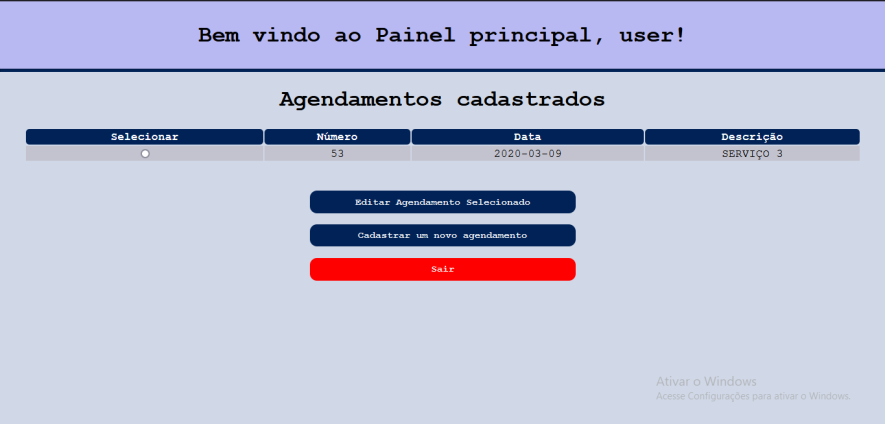 Bem vindo ao Painel principal, user!
Agendamentos cadastrados
Selecionar Número Data Descrição
53 2020-03-09 SERVIÇO 3
Editar Agendamento Selecionado
Cadastrar um novo agendamento
Sair
Ativar o Windows
Acesse Configurações para ativar o Windows.